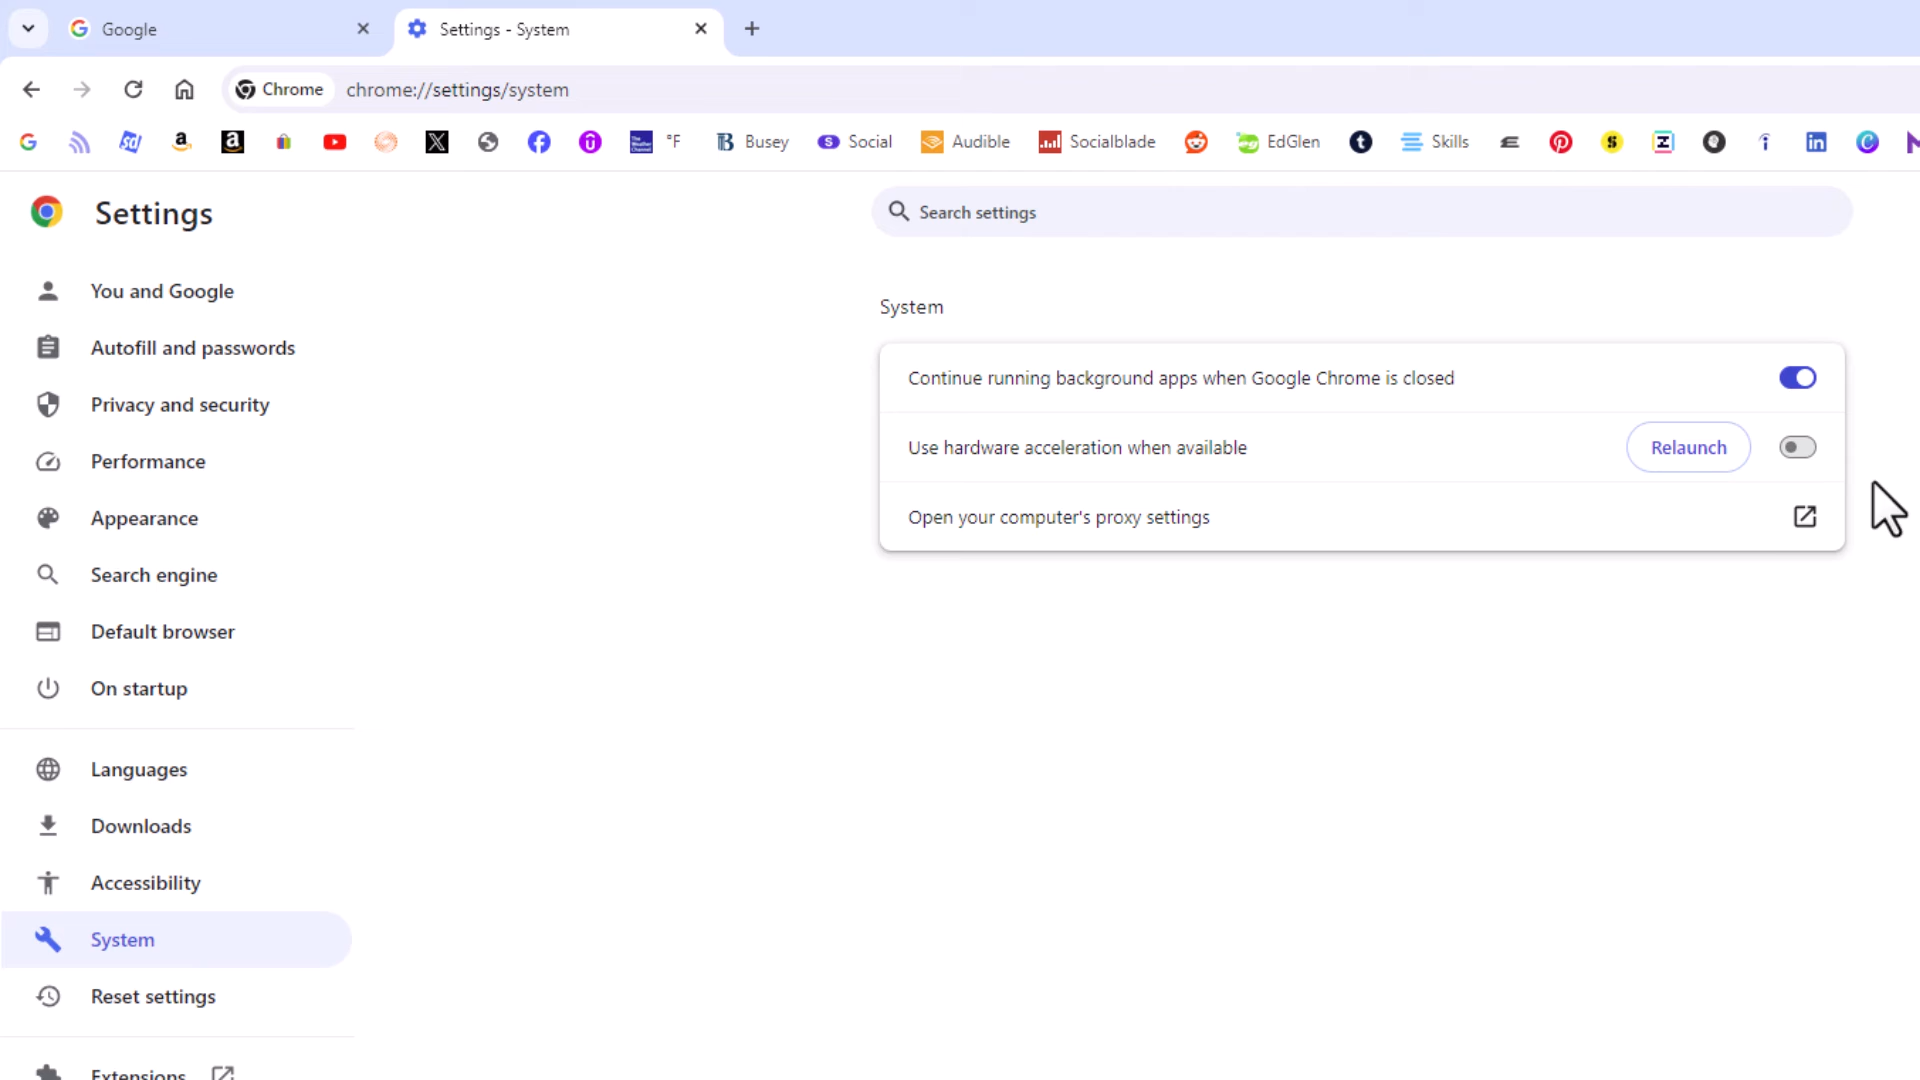 Google
Settings - System
Chrome
chrome://settings/system
°F
Busey
Social
Audible
Socialblade
EdGlen
Skills
Settings
Search settings
You and Google
Autofill and passwords
Privacy and security
Performance
Appearance
Search engine
Default browser
On startup
Languages
Downloads
Accessibility
System
Reset settings
Extensions
System
Continue running background apps when Google Chrome is closed
Use hardware acceleration when available
Relaunch
Open your computer's proxy settings